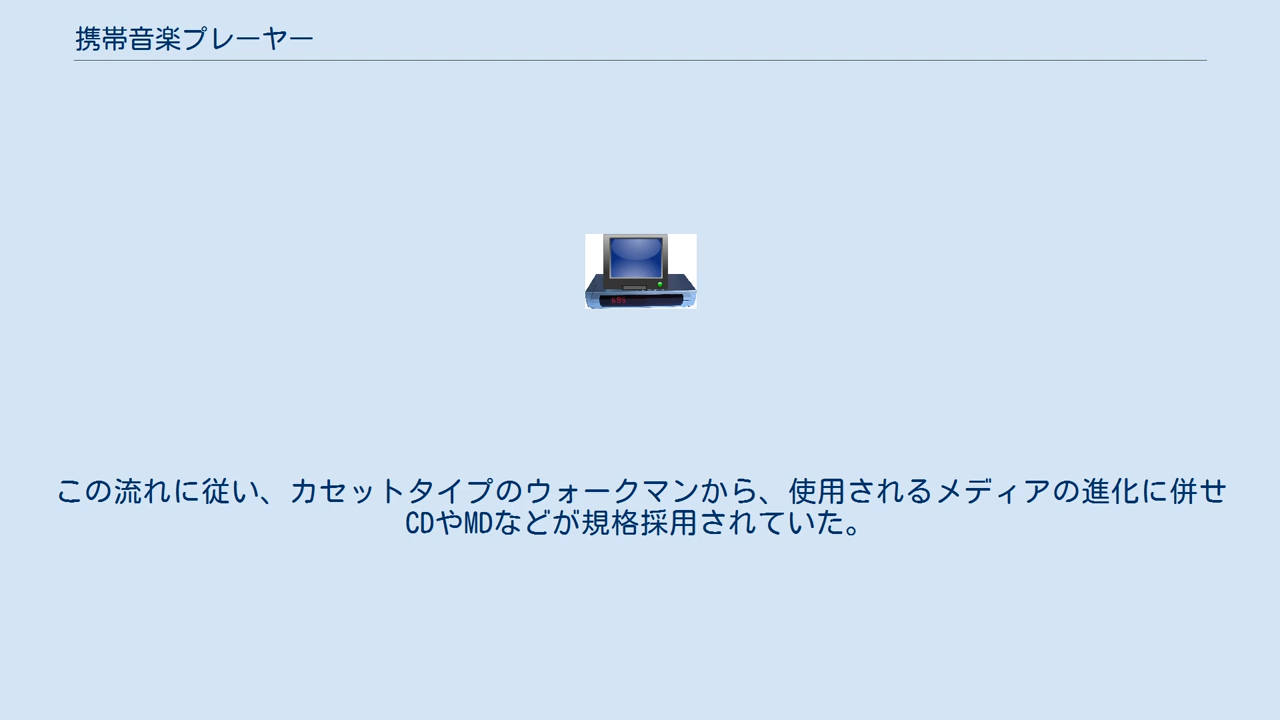 携帯音楽プレーヤー
この流れに従い、カセットタイプのウォークマンから、使用されるメディアの進化に併せ
CDやMDなどが規格採用されていた。